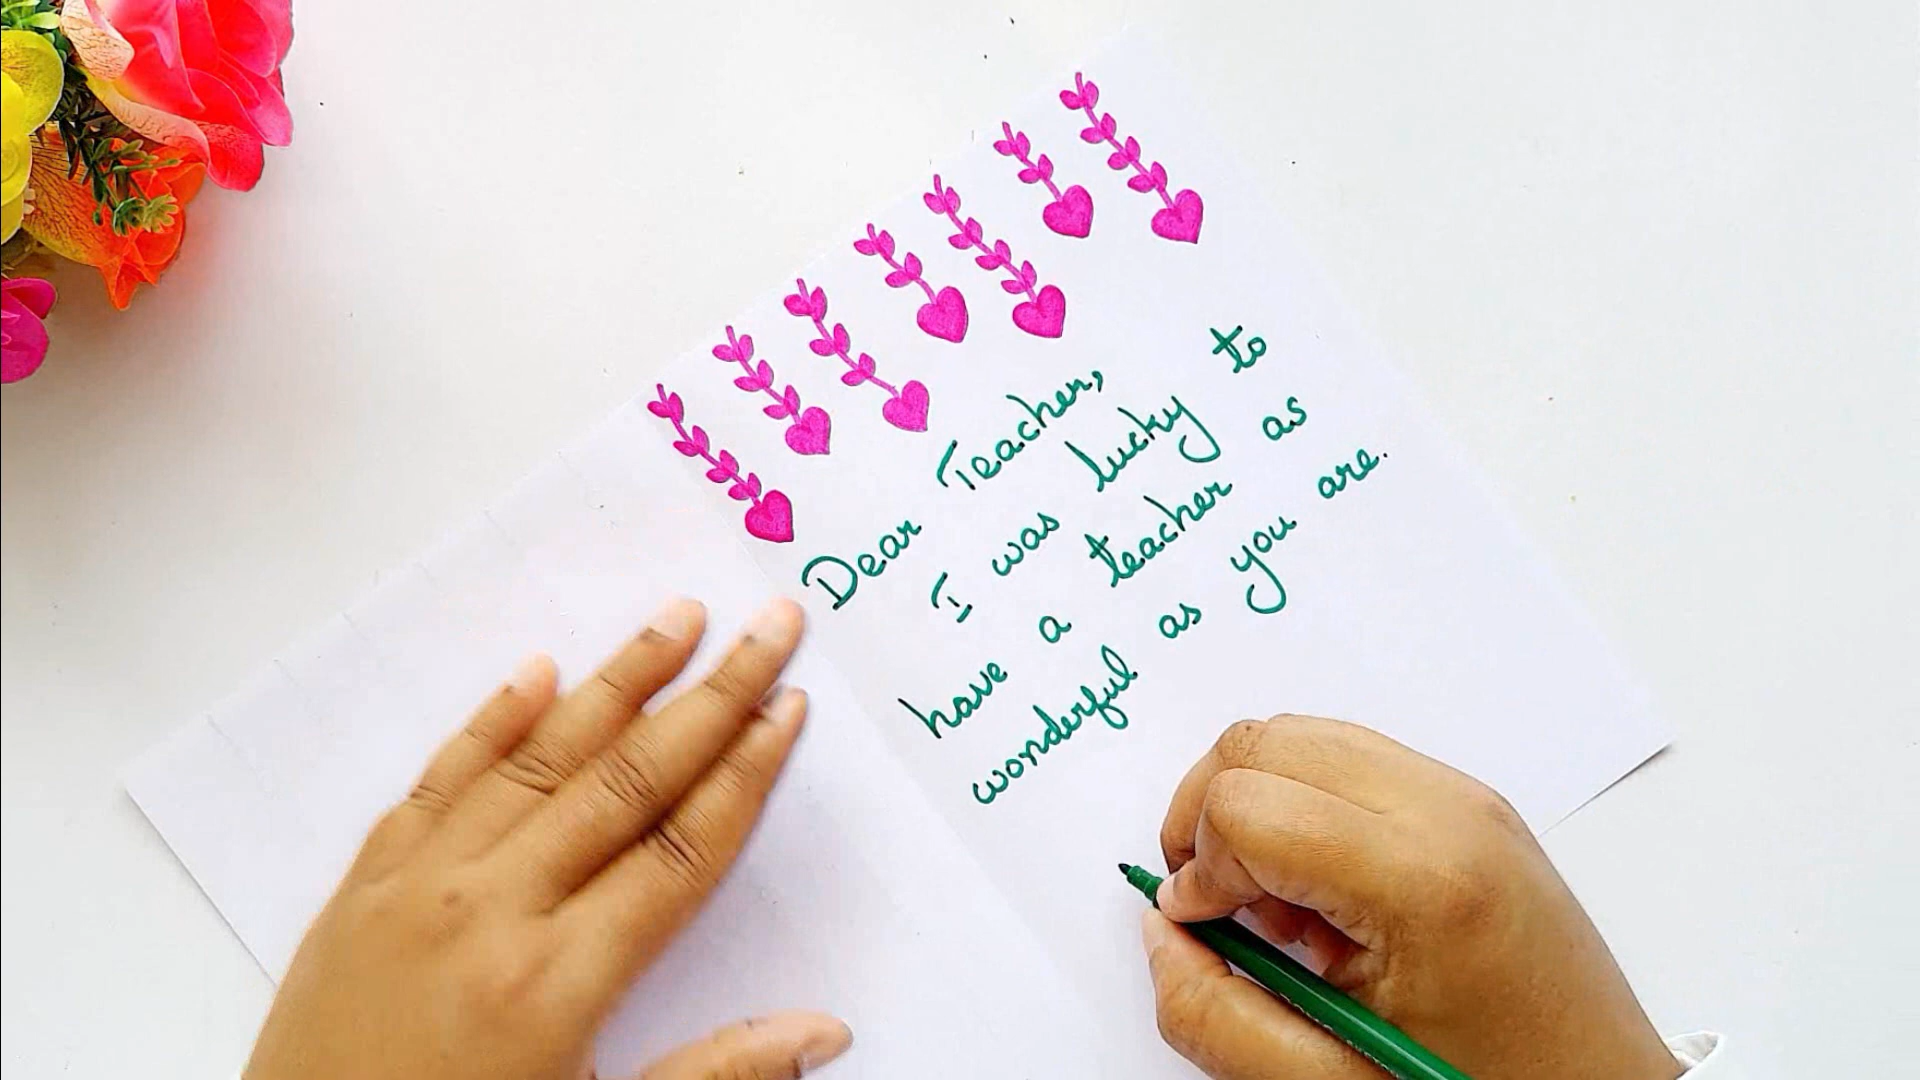 Dear Teacher,
I was lucky to
have a teacher as
wonderful as you are.